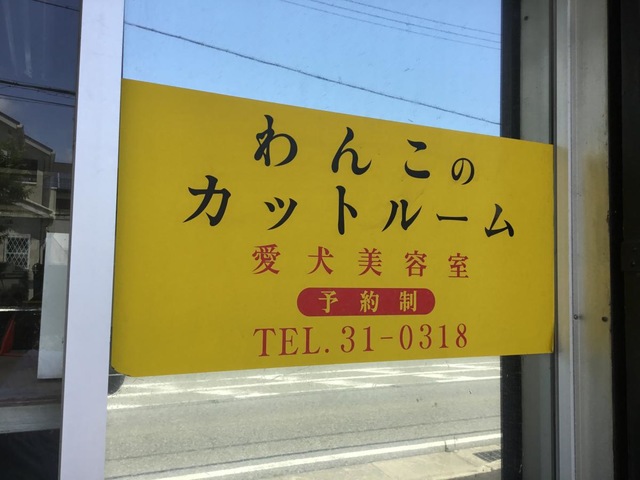 わんこの
カットルーム
愛犬美容室
予約制
TEL.31-0318